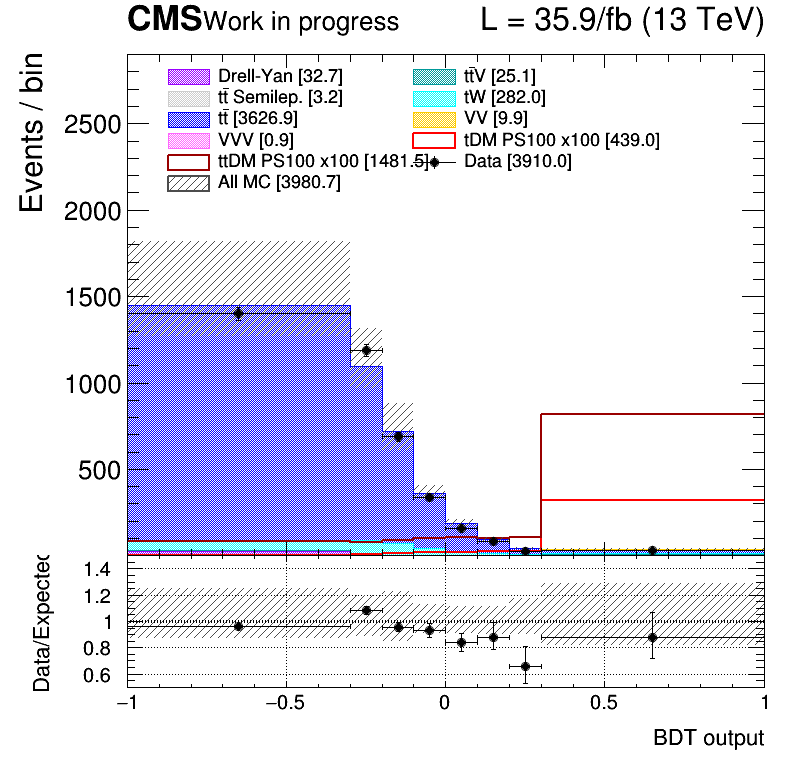 CMS Work in progress L = 35.9/fb (13 TeV)
Events / bin
Drell-Yan [32.7] tt̄V [25.1]
tt̄ Semilep. [3.2] tW [282.0]
tt̄ [3626.9] VV [9.9]
VVV [0.9] tDM PS100 x100 [439.0]
ttDM PS100 x100 [1481.5] Data [3910.0]
All MC [3980.7]
2500
2000
1500
1000
500
Data/Expected
1.4
1.2
1
0.8
0.6
−1 −0.5 0 0.5 1
BDT output